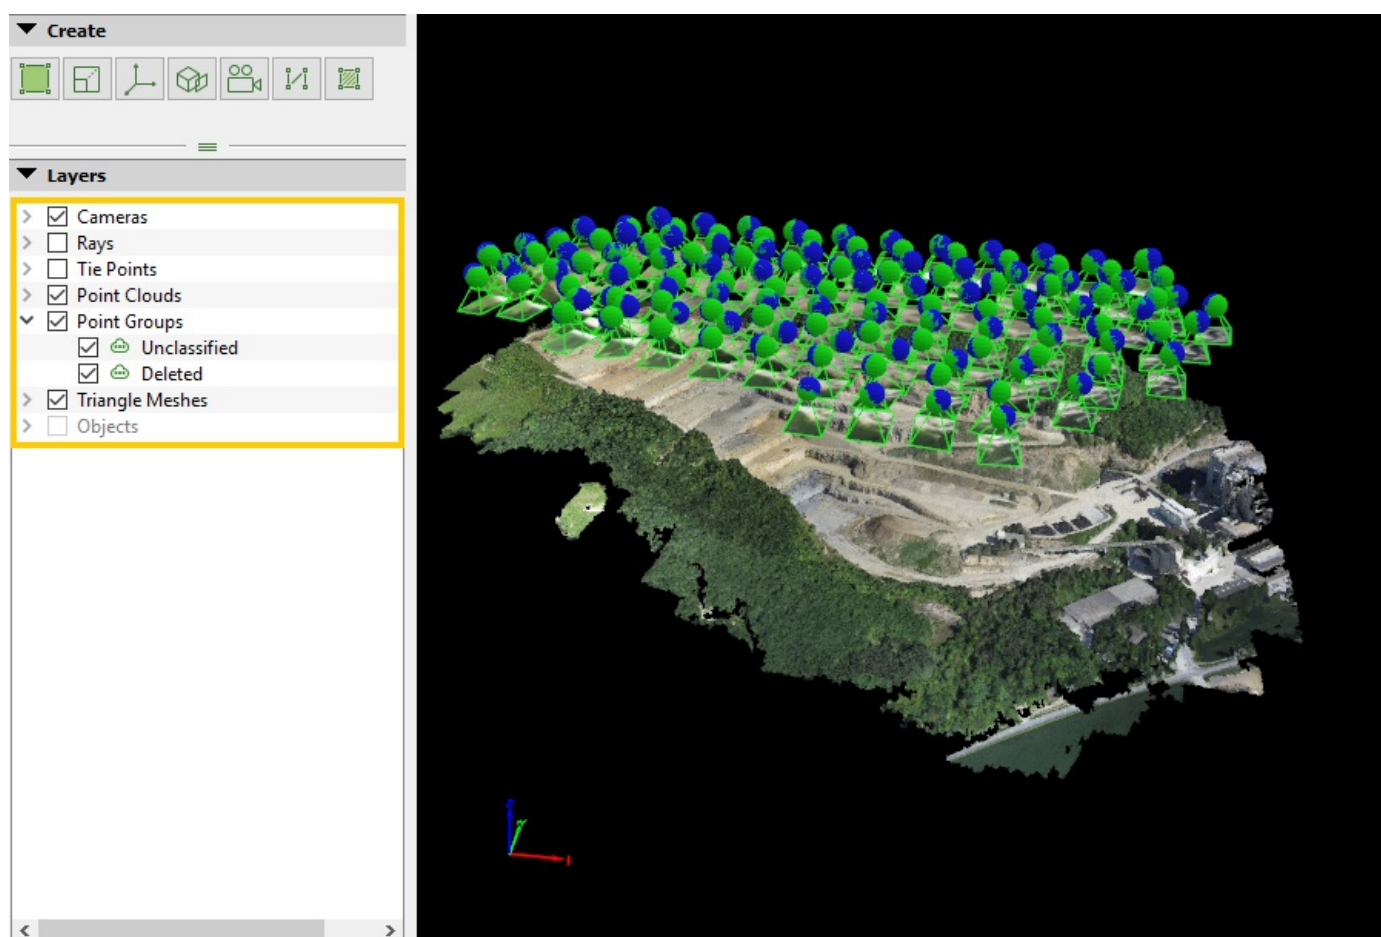 Create
Layers
Cameras
Rays
Tie Points
Point Clouds
Point Groups
Unclassified
Deleted
Triangle Meshes
Objects